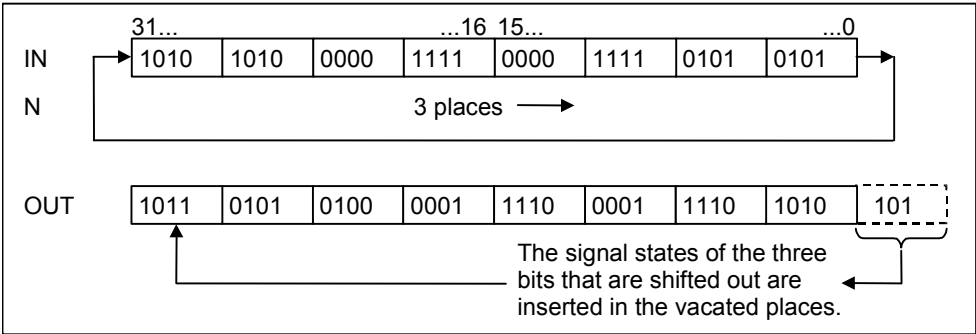 31... ...16 15... ...0
IN 1010 1010 0000 1111 0000 1111 0101 0101
N 3 places
OUT 1011 0101 0100 0001 1110 0001 1110 1010 101
The signal states of the three
bits that are shifted out are
inserted in the vacated places.